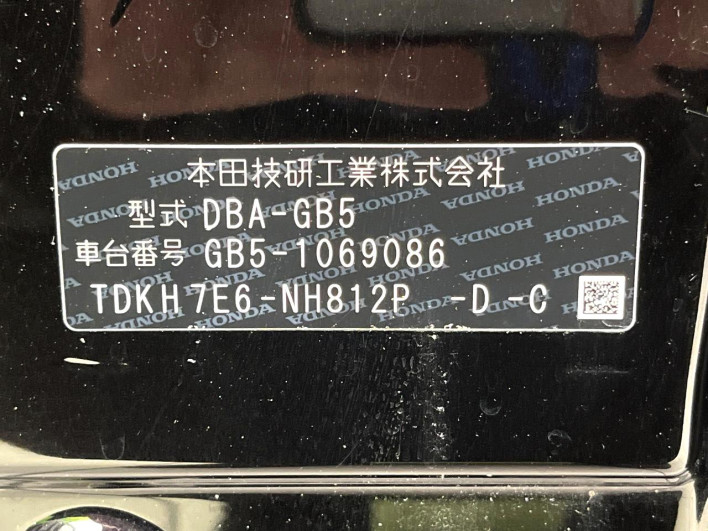 本田技研工業株式会社
型式 DBA-GB5
車台番号 GB5-1069086
TDKH7E6-NH812P -D-C
HONDA